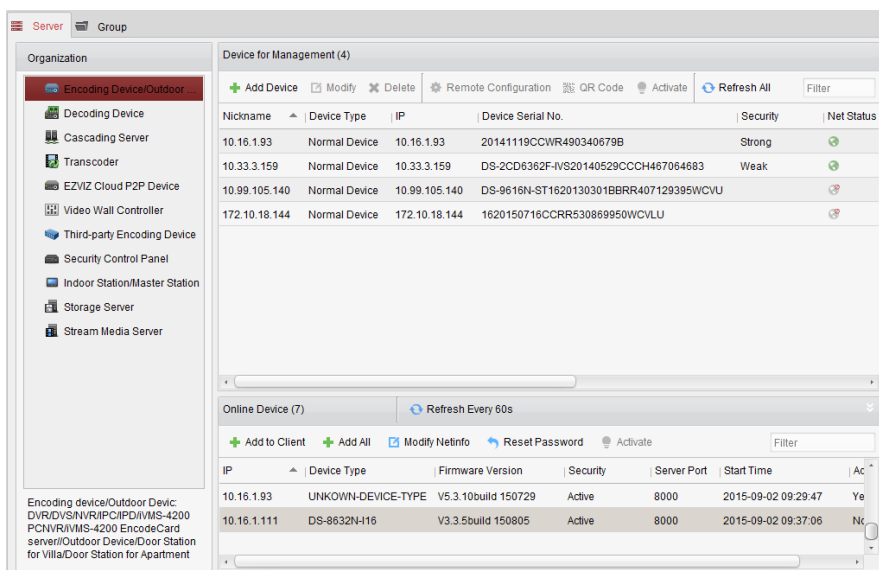 Server Group
Organization
Encoding Device/Outdoor ...
Decoding Device
Cascading Server
Transcoder
EZVIZ Cloud P2P Device
Video Wall Controller
Third-party Encoding Device
Security Control Panel
Indoor Station/Master Station
Storage Server
Stream Media Server
Encoding device/Outdoor Devic:
DVR/DVS/NVR/IPC/IPD/iVMS-4200
PCNVR/iVMS-4200 EncodeCard
server//Outdoor Device/Door Station
for Villa/Door Station for Apartment
Device for Management (4)
Add Device Modify Delete Remote Configuration QR Code Activate Refresh All Filter
Nickname Device Type IP Device Serial No. Security Net Status
10.16.1.93 Normal Device 10.16.1.93 20141119CCWR490340679B Strong
10.33.3.159 Normal Device 10.33.3.159 DS-2CD6362F-IVS20140529CCCH467064683 Weak
10.99.105.140 Normal Device 10.99.105.140 DS-9616N-ST1620130301BBRR407129395WCVU
172.10.18.144 Normal Device 172.10.18.144 1620150716CCRR530869950WCVLU
Online Device (7) Refresh Every 60s
Add to Client Add All Modify Netinfo Reset Password Activate Filter
IP Device Type Firmware Version Security Server Port Start Time Ac
10.16.1.93 UNKOWN-DEVICE-TYPE V5.3.10build 150729 Active 8000 2015-09-02 09:29:47 Ye
10.16.1.111 DS-8632N-I16 V3.3.5build 150805 Active 8000 2015-09-02 09:37:06 No